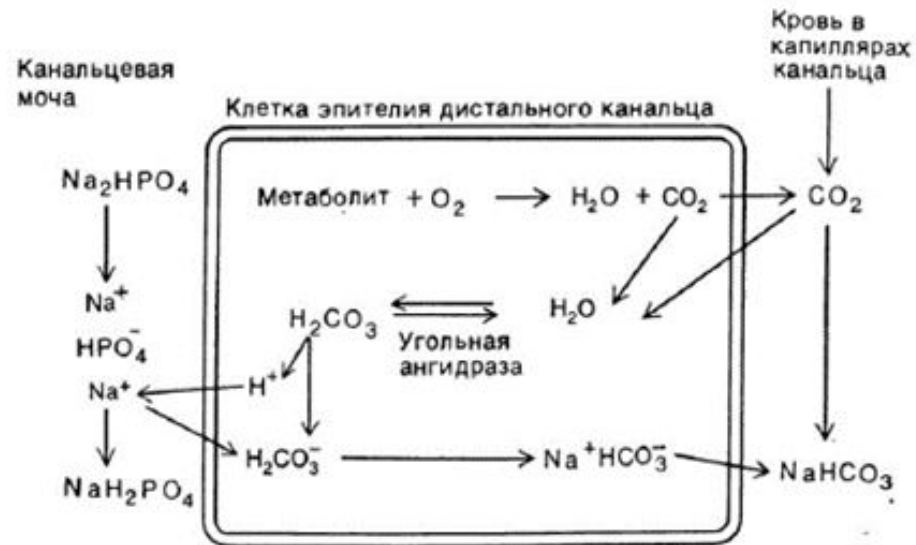 Канальцевая
моча
Клетка эпителия дистального канальца
Кровь в
капиллярах
канальца
Na₂HPO₄
Метаболит + O₂ → H₂O + CO₂ → CO₂
Na⁺
HPO₄⁻
Na⁺
H₂CO₃
H₂O
Угольная
ангидраза
H⁺
NaH₂PO₄
H₂CO₃⁻
Na⁺HCO₃⁻
NaHCO₃